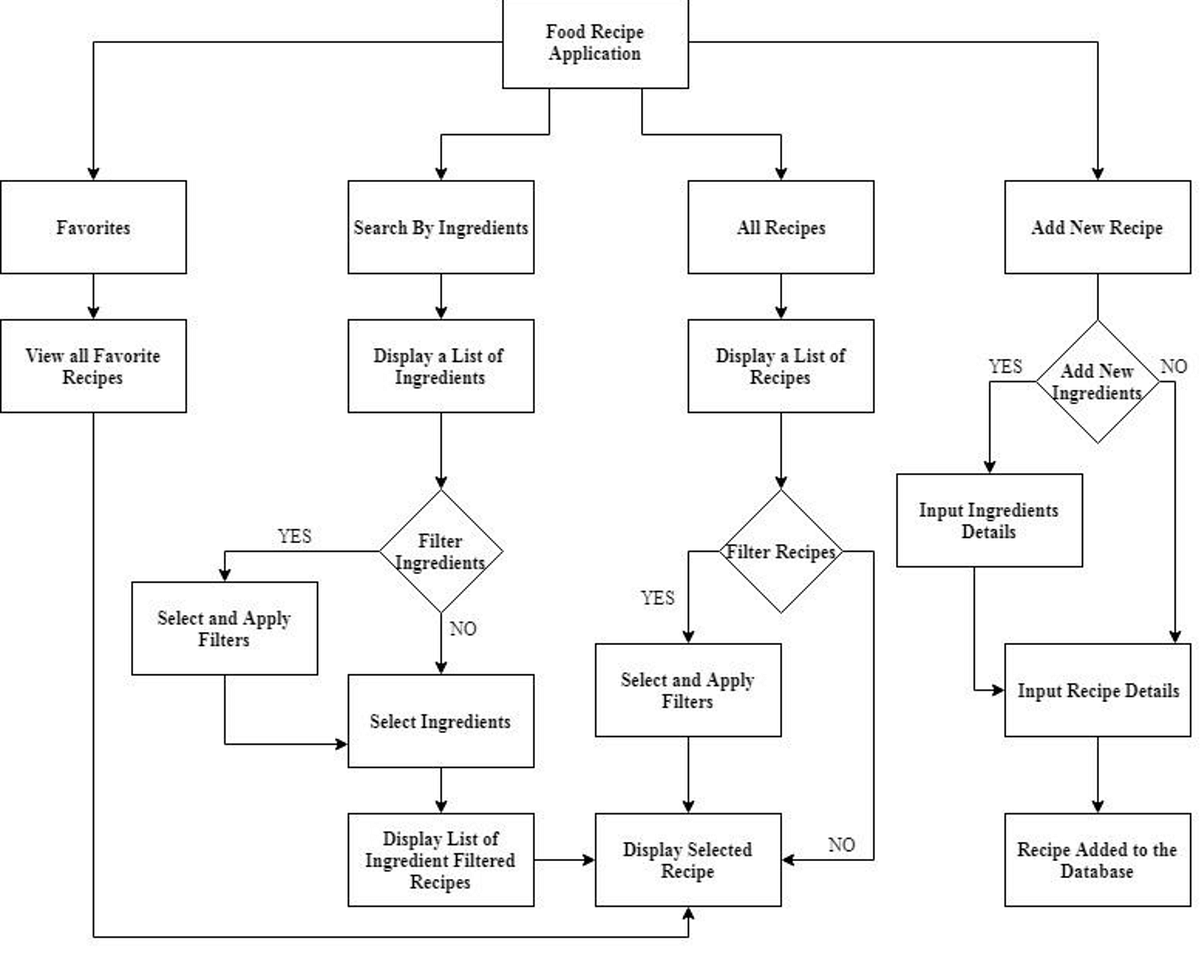 Food Recipe
Application
Favorites
Search By Ingredients
All Recipes
Add New Recipe
View all Favorite
Recipes
Display a List of
Ingredients
Display a List of
Recipes
YES
Add New
Ingredients
NO
Input Ingredients
Details
YES
Filter
Ingredients
Filter Recipes
Select and Apply
Filters
NO
YES
Select and Apply
Filters
Input Recipe Details
Select Ingredients
Display List of
Ingredient Filtered
Recipes
Display Selected
Recipe
NO
Recipe Added to the
Database